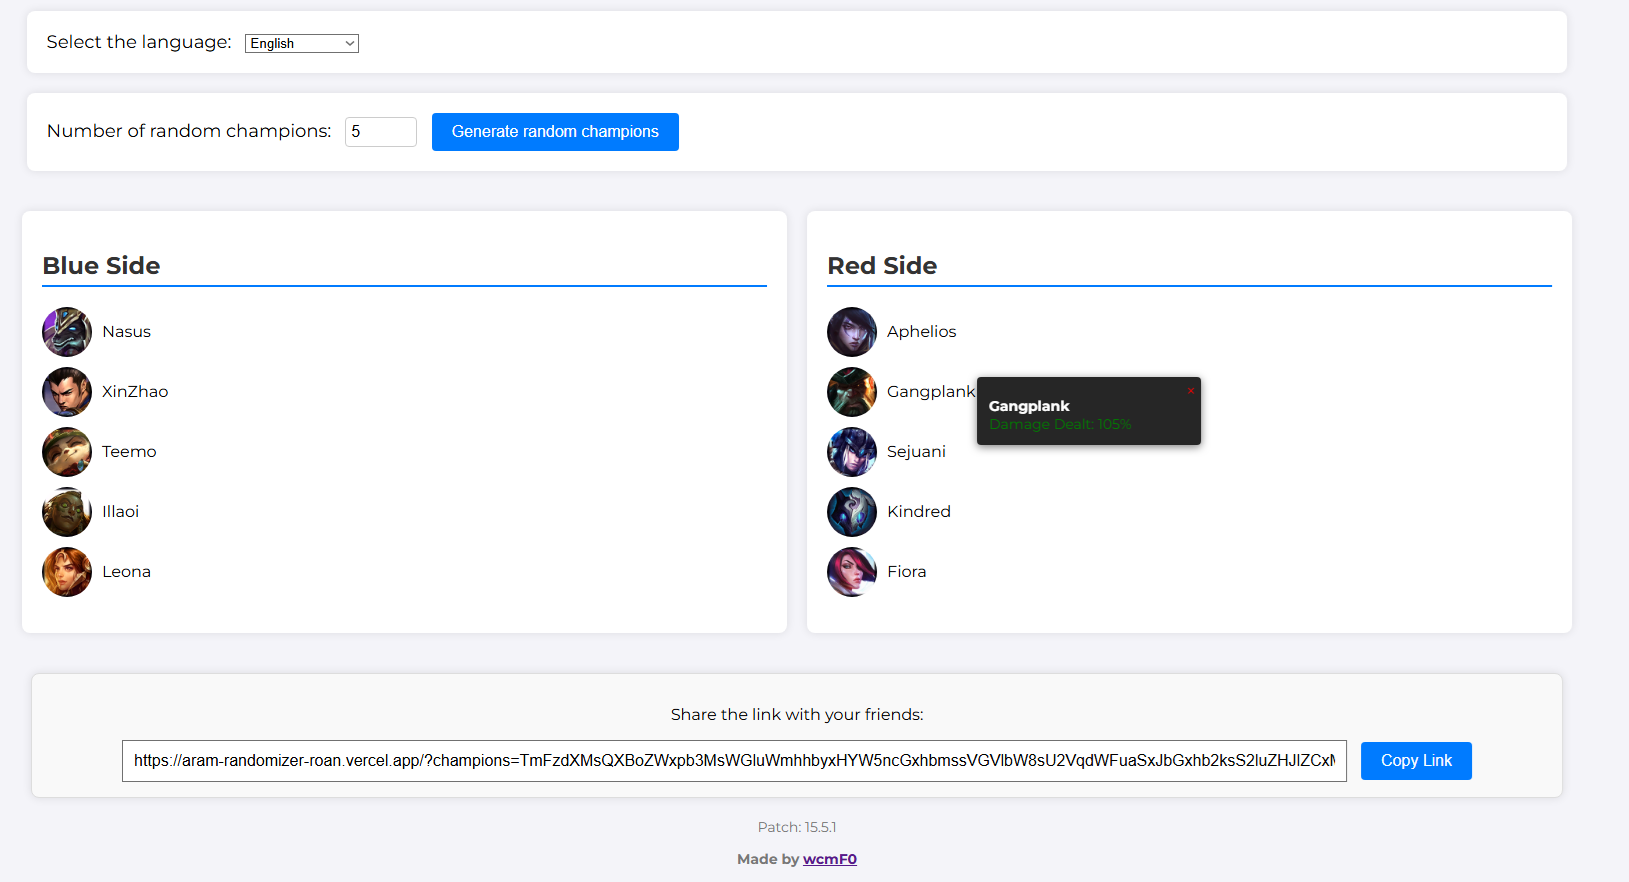 Select the language: English
Number of random champions: 5 Generate random champions
Blue Side
Nasus
XinZhao
Teemo
Illaoi
Leona
Red Side
Aphelios
Gangplank
Sejuani
Kindred
Fiora
×
Gangplank
Damage Dealt: 105%
Share the link with your friends:
https://aram-randomizer-roan.vercel.app/?champions=TmFzdXMsQXBoZWxpb3MsWGluWmhhbyxHYW5ncGxhbmssVGVlbW8sU2VqdWFuaSxJbGxhb2ksS2luZHJlZCxM Copy Link
Patch: 15.5.1
Made by wcmF0